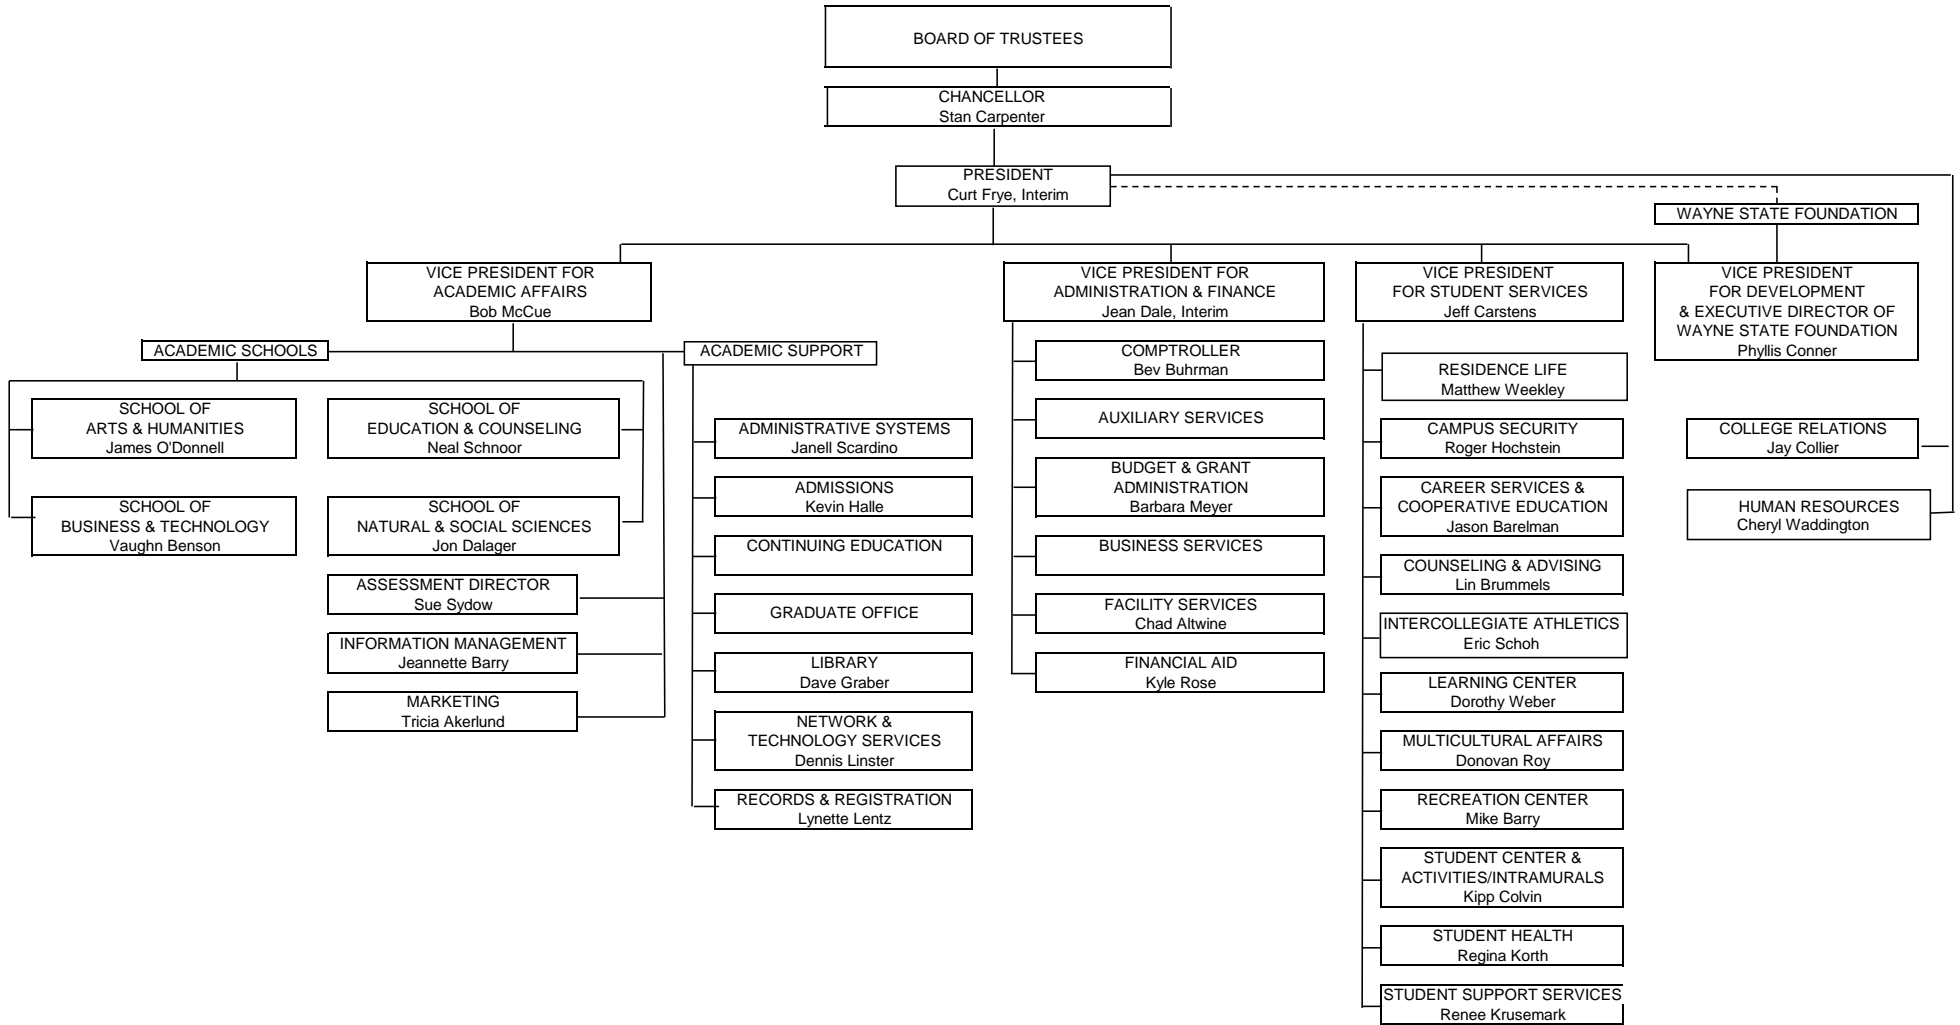 BOARD OF TRUSTEES
CHANCELLOR
Stan Carpenter
PRESIDENT
Curt Frye, Interim
WAYNE STATE FOUNDATION
VICE PRESIDENT FOR
ACADEMIC AFFAIRS
Bob McCue
VICE PRESIDENT FOR
ADMINISTRATION & FINANCE
Jean Dale, Interim
VICE PRESIDENT
FOR STUDENT SERVICES
Jeff Carstens
VICE PRESIDENT
FOR DEVELOPMENT
& EXECUTIVE DIRECTOR OF
WAYNE STATE FOUNDATION
Phyllis Conner
ACADEMIC SCHOOLS
SCHOOL OF
ARTS & HUMANITIES
James O'Donnell
SCHOOL OF
EDUCATION & COUNSELING
Neal Schnoor
SCHOOL OF
BUSINESS & TECHNOLOGY
Vaughn Benson
SCHOOL OF
NATURAL & SOCIAL SCIENCES
Jon Dalager
ASSESSMENT DIRECTOR
Sue Sydow
INFORMATION MANAGEMENT
Jeannette Barry
MARKETING
Tricia Akerlund
ACADEMIC SUPPORT
ADMINISTRATIVE SYSTEMS
Janell Scardino
ADMISSIONS
Kevin Halle
CONTINUING EDUCATION
GRADUATE OFFICE
LIBRARY
Dave Graber
NETWORK &
TECHNOLOGY SERVICES
Dennis Linster
RECORDS & REGISTRATION
Lynette Lentz
COMPTROLLER
Bev Buhrman
AUXILIARY SERVICES
BUDGET & GRANT
ADMINISTRATION
Barbara Meyer
BUSINESS SERVICES
FACILITY SERVICES
Chad Altwine
FINANCIAL AID
Kyle Rose
RESIDENCE LIFE
Matthew Weekley
CAMPUS SECURITY
Roger Hochstein
CAREER SERVICES &
COOPERATIVE EDUCATION
Jason Barelman
COUNSELING & ADVISING
Lin Brummels
INTERCOLLEGIATE ATHLETICS
Eric Schoh
LEARNING CENTER
Dorothy Weber
MULTICULTURAL AFFAIRS
Donovan Roy
RECREATION CENTER
Mike Barry
STUDENT CENTER &
ACTIVITIES/INTRAMURALS
Kipp Colvin
STUDENT HEALTH
Regina Korth
STUDENT SUPPORT SERVICES
Renee Krusemark
COLLEGE RELATIONS
Jay Collier
HUMAN RESOURCES
Cheryl Waddington